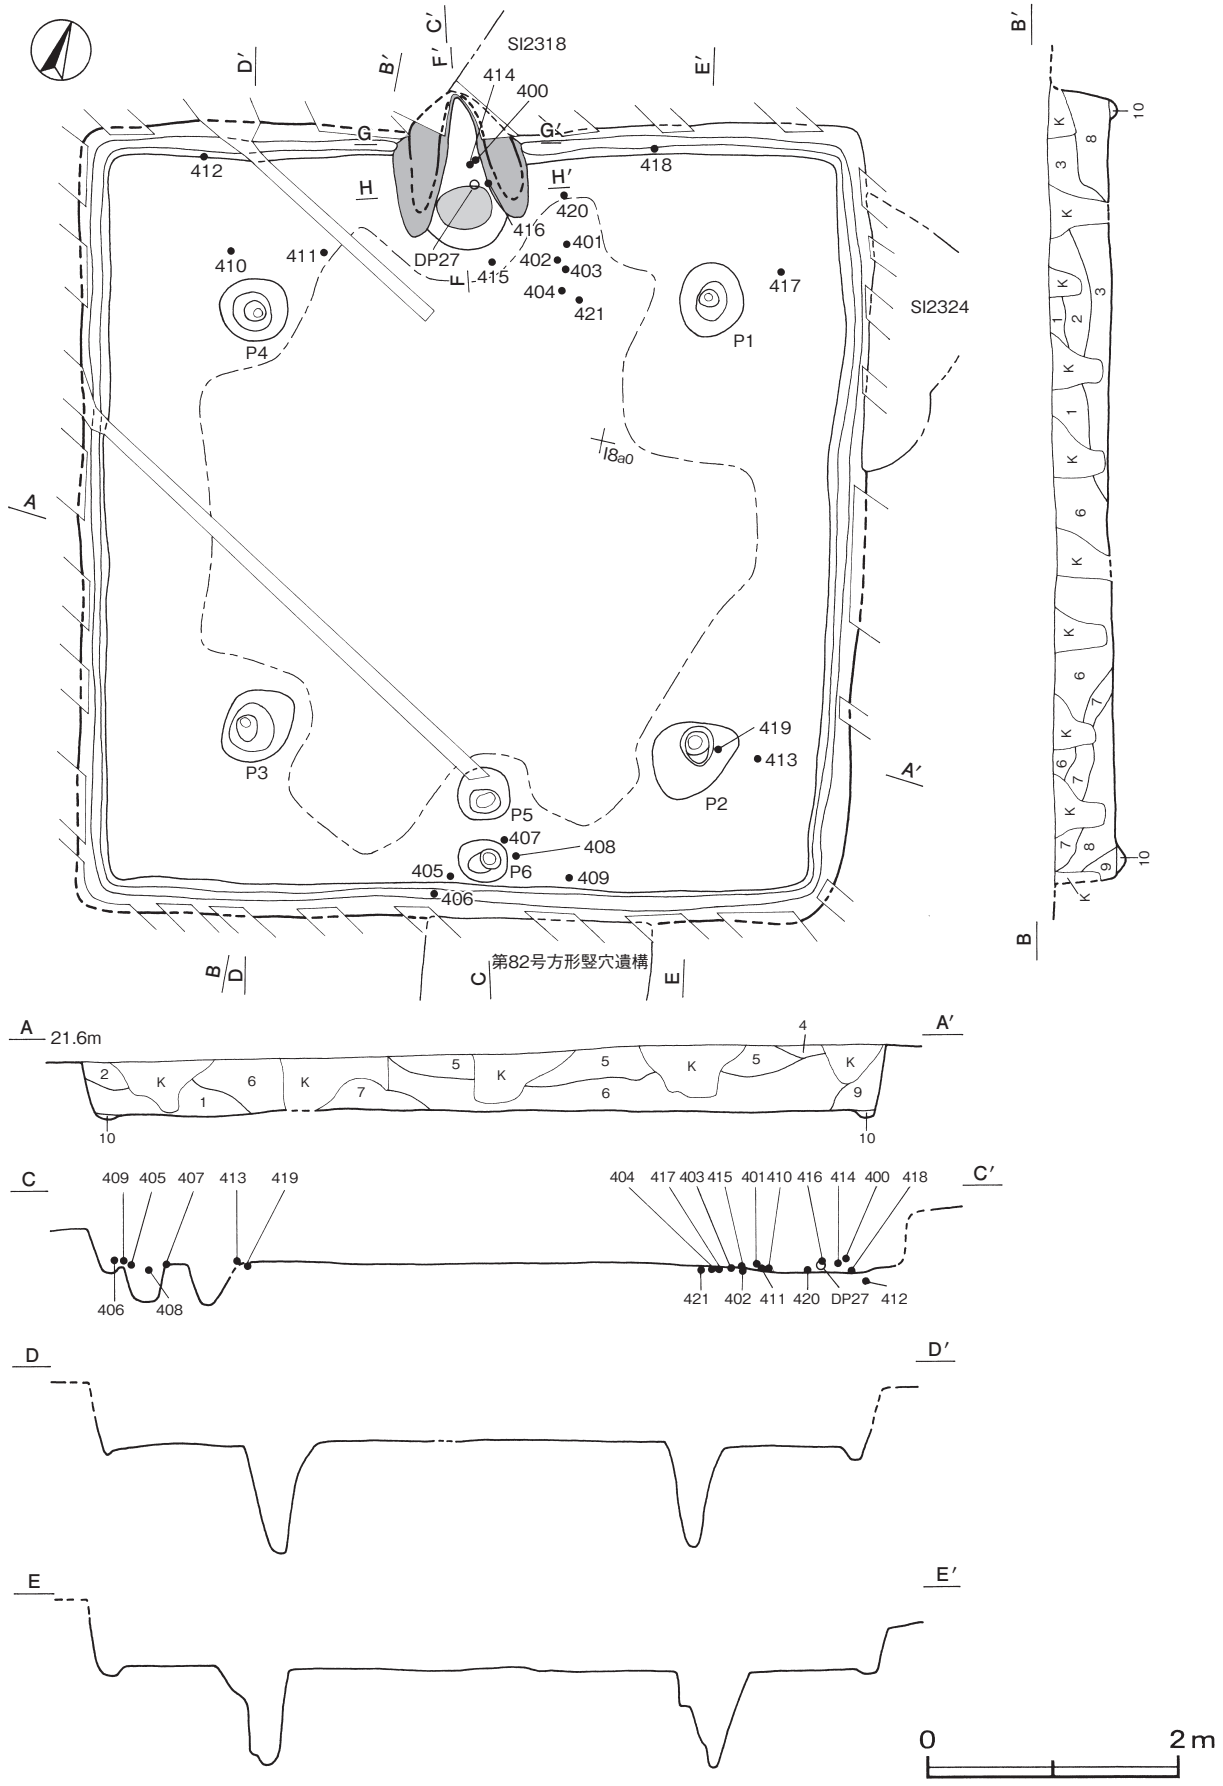 SI2318
C′
F′
D′
B′
E′
B′
414
400
G
G′
412
418
H
H′
420
416
410
411
DP27
F
415
401
402
403
404
421
417
SI2324
P4
P1
I8a0
A
A′
P3
P2
419
413
P5
407
408
P6
405
406
409
B
D
C
E
第82号方形竪穴遺構
10
K
8
3
K
K
3
1
2
K
1
K
6
K
K
6
7
K
6
7
K
7
8
9
10
K
B
A 21.6m A′
4
2 K 1 6 K 7 5 K 5 6 K 5 K 9
10 10
C C′
409 405 407 413 419 404 417 403 415 401 410 416 414 400 418
406 408 421 402 411 420 DP27 412
D D′
E E′
0 2m